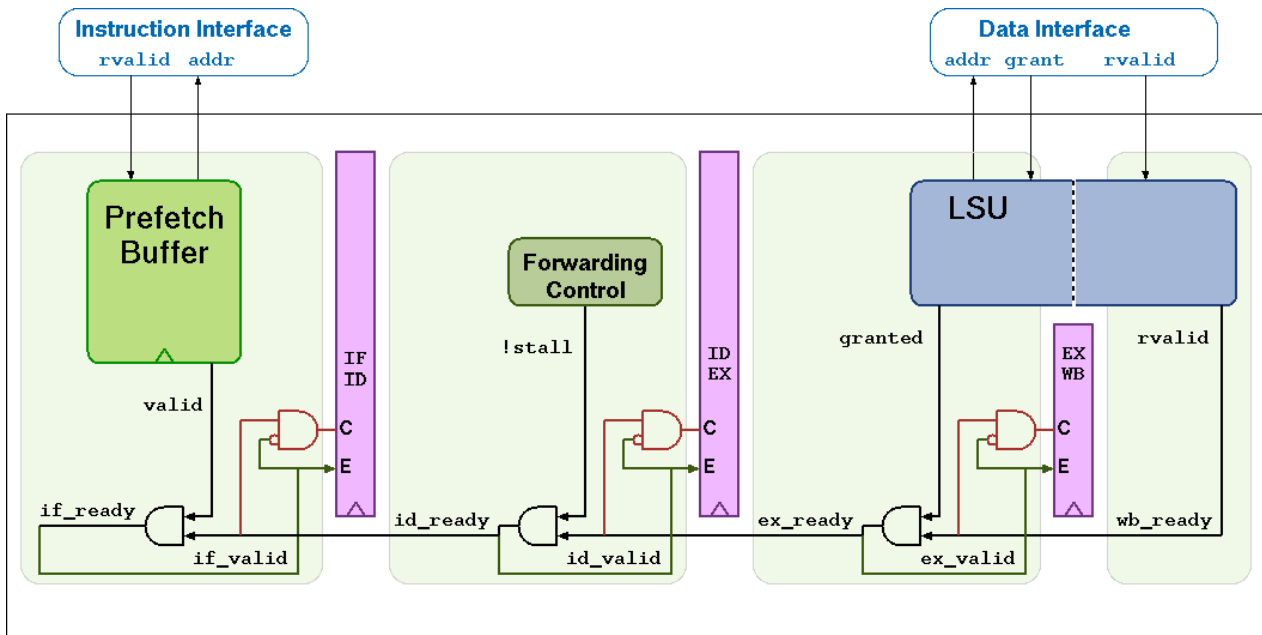 Instruction Interface
rvalid addr
Data Interface
addr grant rvalid
Prefetch
Buffer
LSU
Forwarding
Control
IF
ID
!stall
ID
EX
granted
EX
WB
rvalid
valid
C
E
C
E
C
E
if_ready
if_valid
id_ready
id_valid
ex_ready
ex_valid
wb_ready